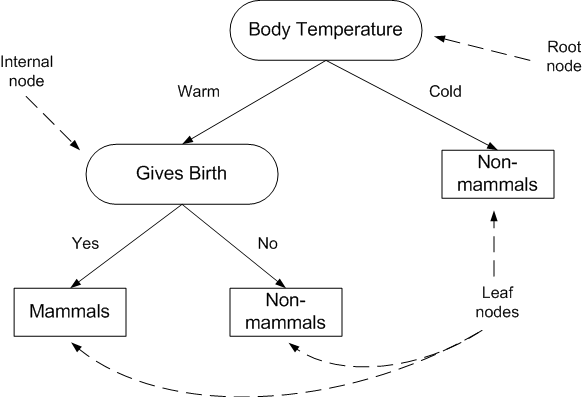 Body Temperature
Root
node
Internal
node
Warm
Cold
Gives Birth
Non-
mammals
Yes
No
Mammals
Non-
mammals
Leaf
nodes